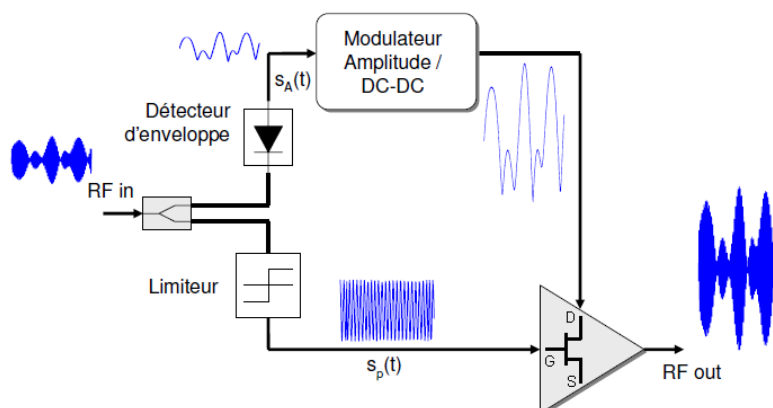 Modulateur
Amplitude /
DC-DC
s_A(t)
Détecteur
d'enveloppe
RF in
Limiteur
s_p(t)
D
G
S
RF out